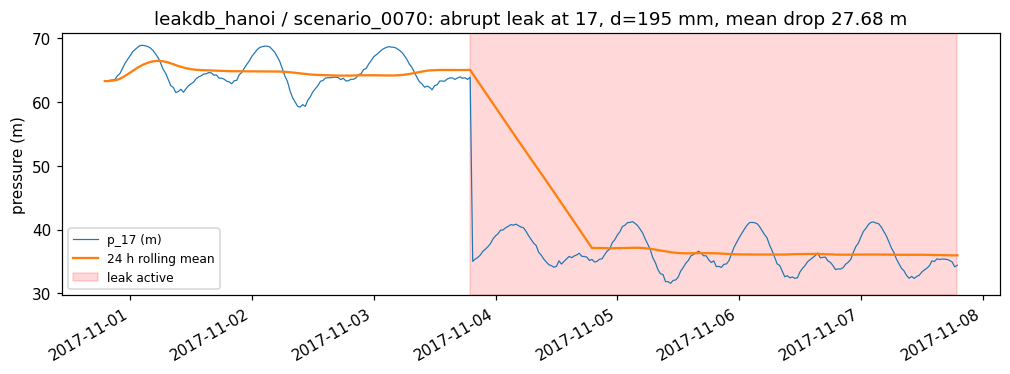 leakdb_hanoi / scenario_0070: abrupt leak at 17, d=195 mm, mean drop 27.68 m
pressure (m)
70
60
50
40
30
p_17 (m)
24 h rolling mean
leak active
2017-11-01
2017-11-02
2017-11-03
2017-11-04
2017-11-05
2017-11-06
2017-11-07
2017-11-08